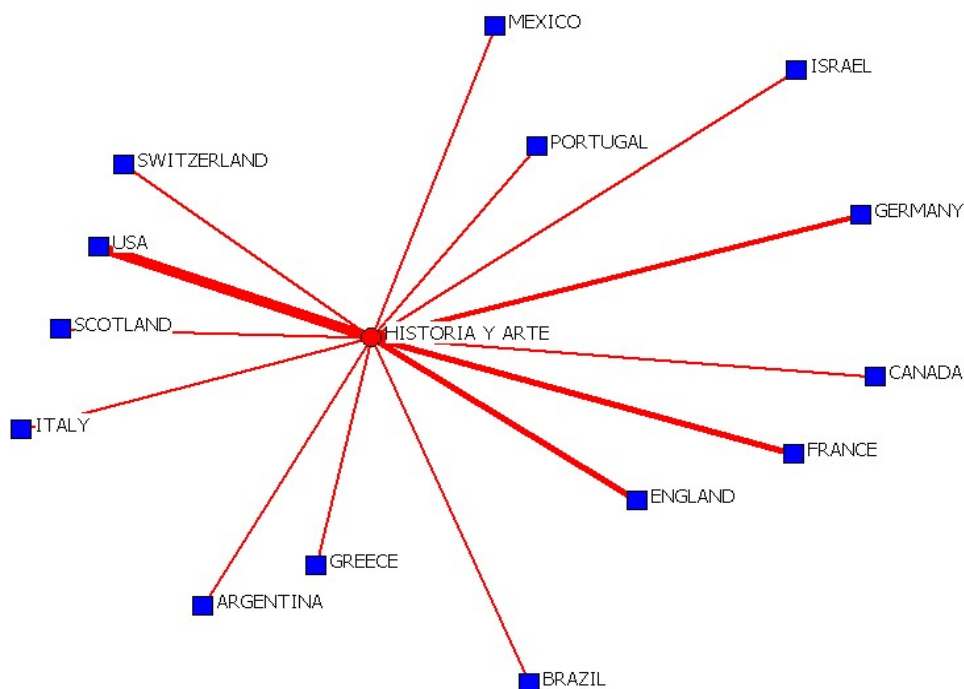 MEXICO
ISRAEL
PORTUGAL
SWITZERLAND
GERMANY
USA
SCOTLAND
HISTORIA Y ARTE
CANADA
ITALY
FRANCE
ENGLAND
GREECE
ARGENTINA
BRAZIL